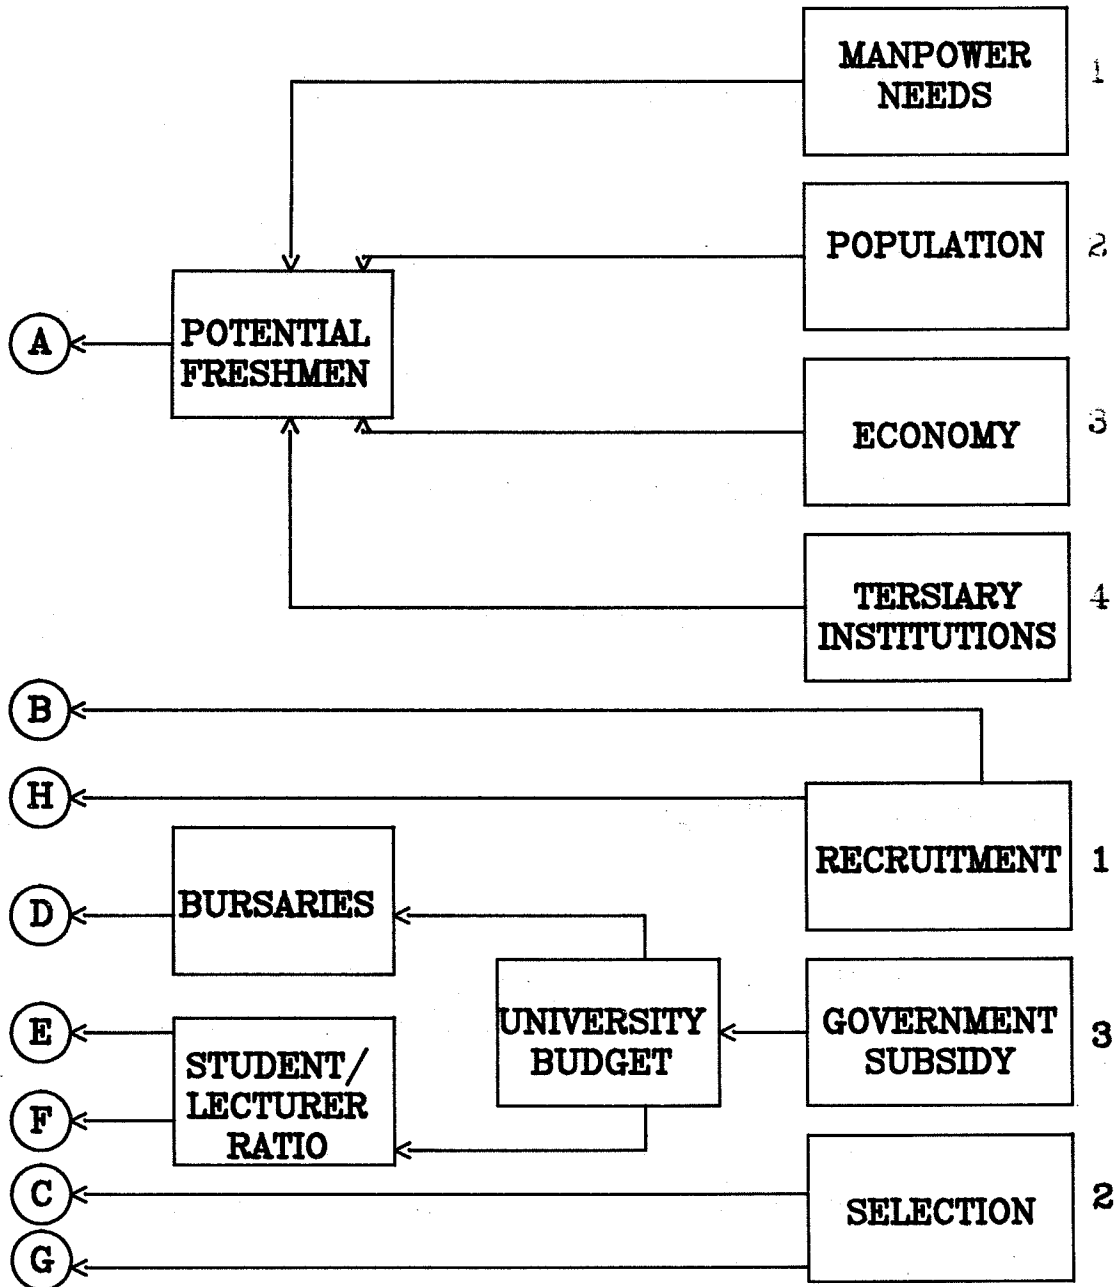 MANPOWER
NEEDS
1
POPULATION
2
POTENTIAL
FRESHMEN
A
ECONOMY
3
TERSIARY
INSTITUTIONS
4
B
H
RECRUITMENT
1
BURSARIES
D
UNIVERSITY
BUDGET
GOVERNMENT
SUBSIDY
3
E
STUDENT/
LECTURER
RATIO
F
C
SELECTION
2
G